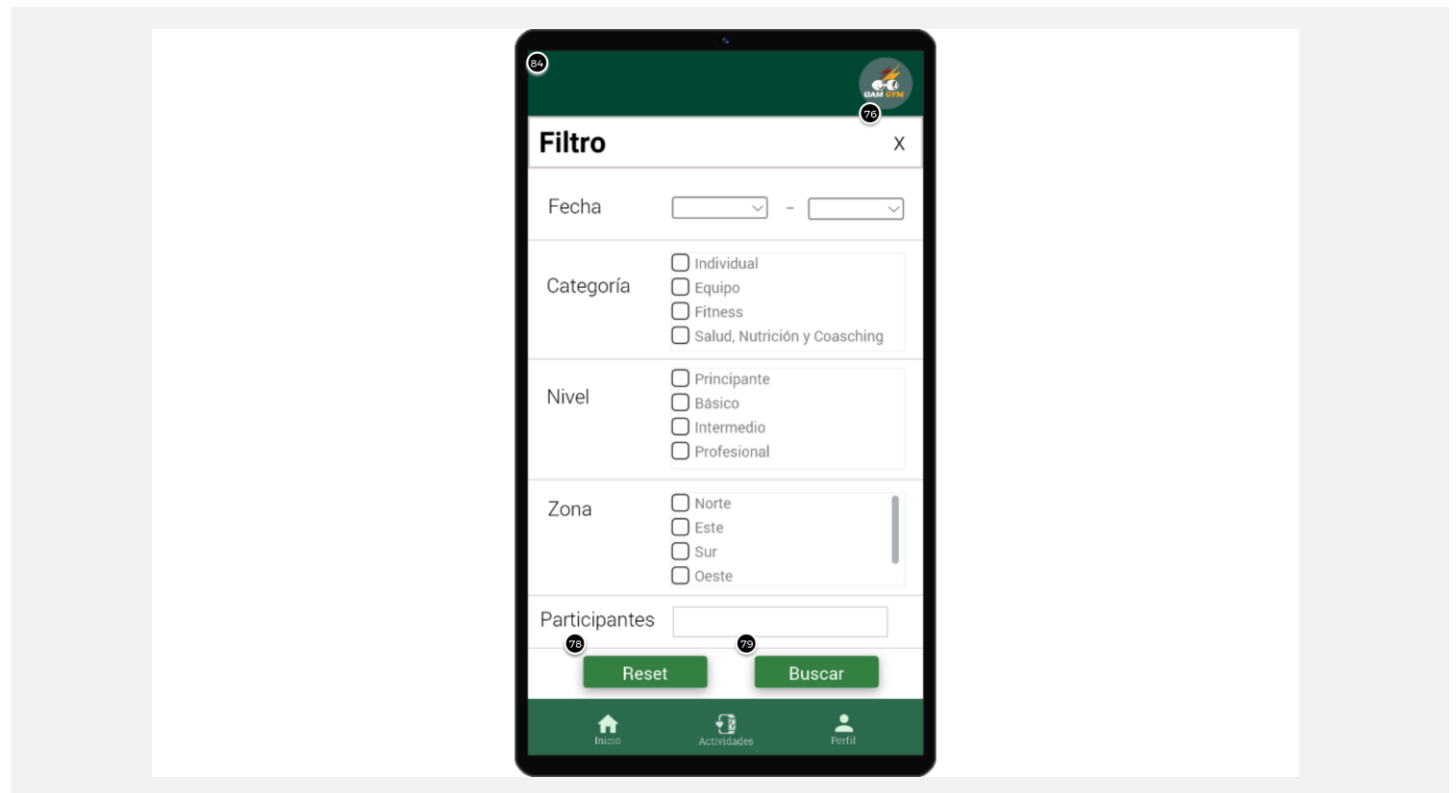 84
UAM GYM
76
Filtro X
Fecha –
Categoría
Individual
Equipo
Fitness
Salud, Nutrición y Coasching
Nivel
Principante
Básico
Intermedio
Profesional
Zona
Norte
Este
Sur
Oeste
Participantes
78 79
Reset Buscar
Inicio Actividades Perfil